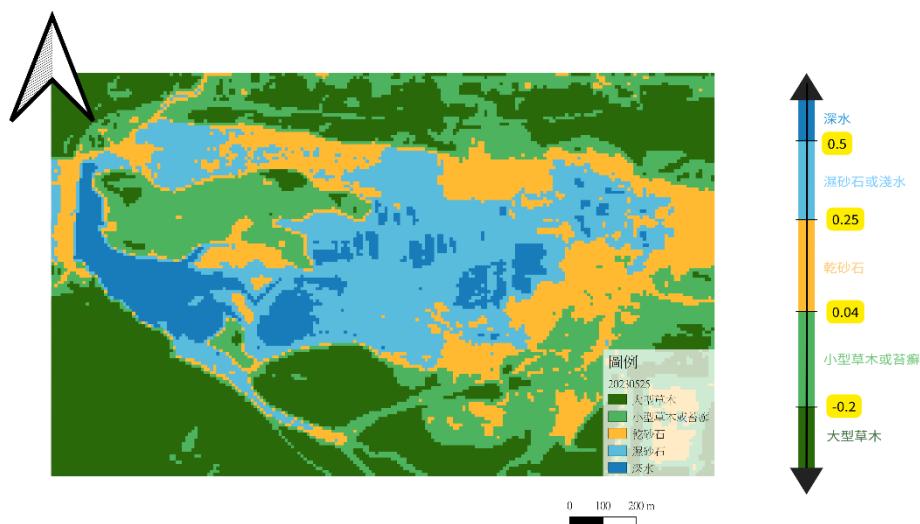 圖例
20230525
大型草木
小型草木或苔癬
乾砂石
濕砂石
深水
0 100 200 m
深水
0.5
濕砂石或淺水
0.25
乾砂石
0.04
小型草木或苔癬
-0.2
大型草木